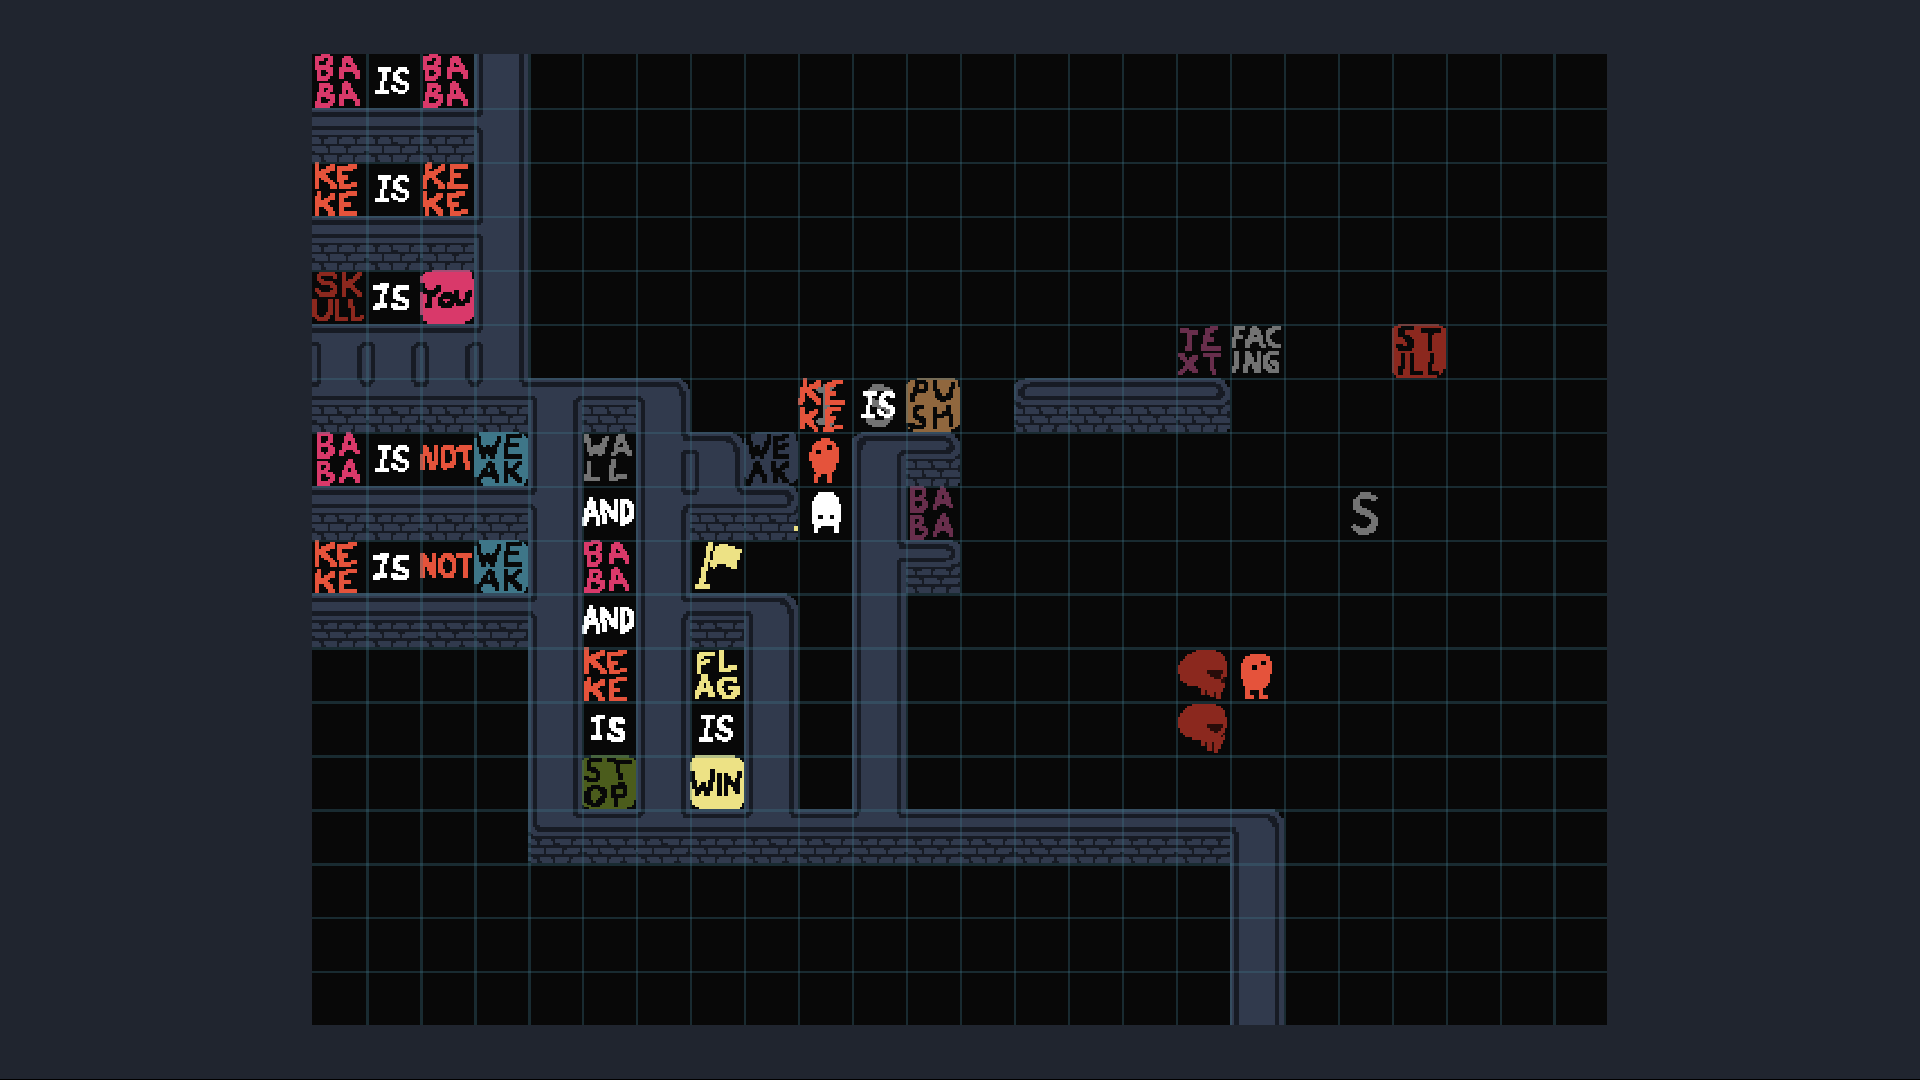 BABA IS BABA
KEKE IS KEKE
SKULL IS YOU
TEXT FACING STILL
KEKE IS PUSH
BABA IS NOT WEAK
WALL
WEAK
AND
BABA
S
KEKE IS NOT WEAK
BABA
AND
KEKE
FLAG
IS
IS
STOP
WIN